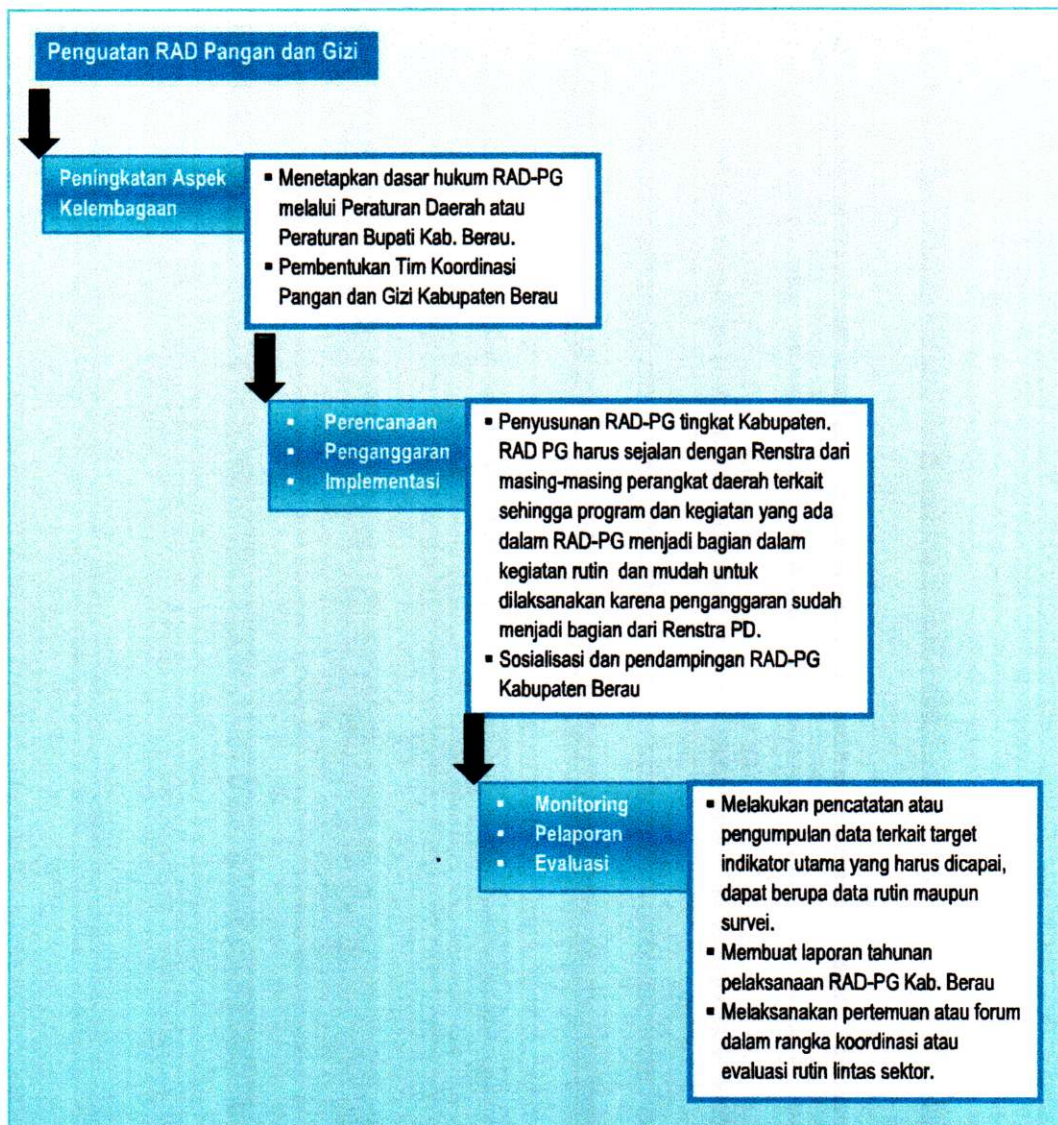 Penguatan RAD Pangan dan Gizi
Peningkatan Aspek
Kelembagaan
▪ Menetapkan dasar hukum RAD-PG
melalui Peraturan Daerah atau
Peraturan Bupati Kab. Berau.
▪ Pembentukan Tim Koordinasi
Pangan dan Gizi Kabupaten Berau
▪ Perencanaan
▪ Penganggaran
▪ Implementasi
▪ Penyusunan RAD-PG tingkat Kabupaten.
RAD PG harus sejalan dengan Renstra dari
masing-masing perangkat daerah terkait
sehingga program dan kegiatan yang ada
dalam RAD-PG menjadi bagian dalam
kegiatan rutin dan mudah untuk
dilaksanakan karena penganggaran sudah
menjadi bagian dari Renstra PD.
▪ Sosialisasi dan pendampingan RAD-PG
Kabupaten Berau
▪ Monitoring
▪ Pelaporan
▪ Evaluasi
▪ Melakukan pencatatan atau
pengumpulan data terkait target
indikator utama yang harus dicapai,
dapat berupa data rutin maupun
survei.
▪ Membuat laporan tahunan
pelaksanaan RAD-PG Kab. Berau
▪ Melaksanakan pertemuan atau forum
dalam rangka koordinasi atau
evaluasi rutin lintas sektor.